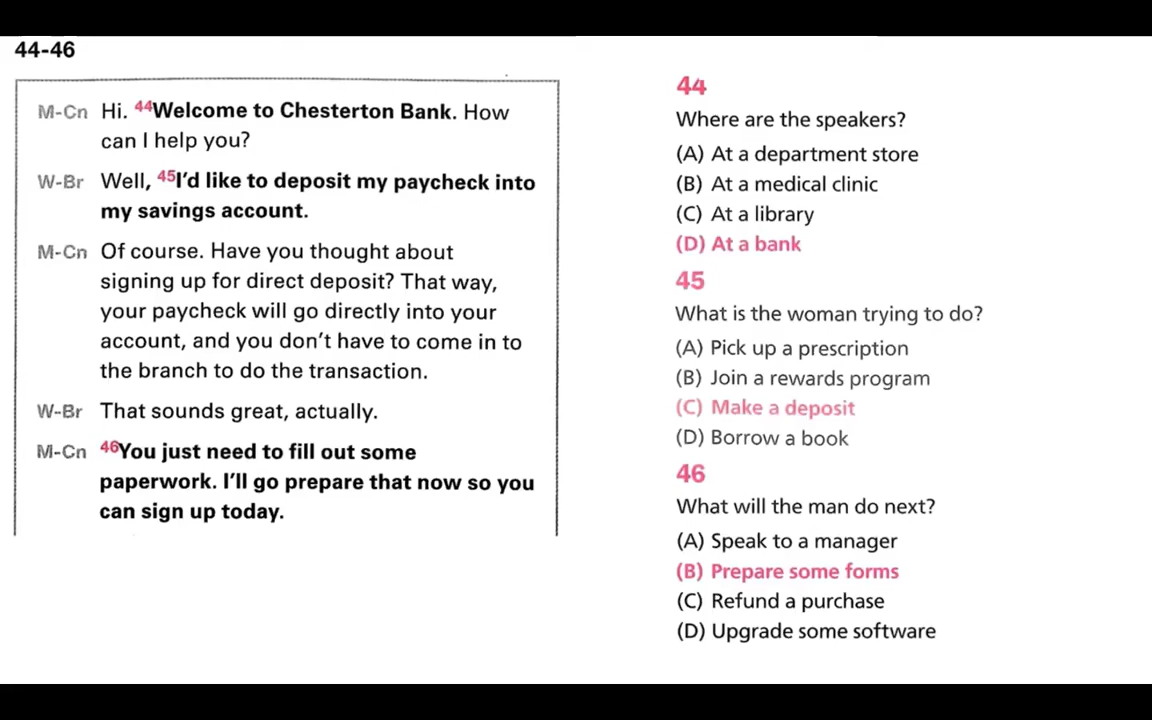 44-46
M-Cn Hi. 44Welcome to Chesterton Bank. How
can I help you?
W-Br Well, 45I'd like to deposit my paycheck into
my savings account.
M-Cn Of course. Have you thought about
signing up for direct deposit? That way,
your paycheck will go directly into your
account, and you don't have to come in to
the branch to do the transaction.
W-Br That sounds great, actually.
M-Cn 46You just need to fill out some
paperwork. I'll go prepare that now so you
can sign up today.
44
Where are the speakers?
(A) At a department store
(B) At a medical clinic
(C) At a library
(D) At a bank
45
What is the woman trying to do?
(A) Pick up a prescription
(B) Join a rewards program
(C) Make a deposit
(D) Borrow a book
46
What will the man do next?
(A) Speak to a manager
(B) Prepare some forms
(C) Refund a purchase
(D) Upgrade some software